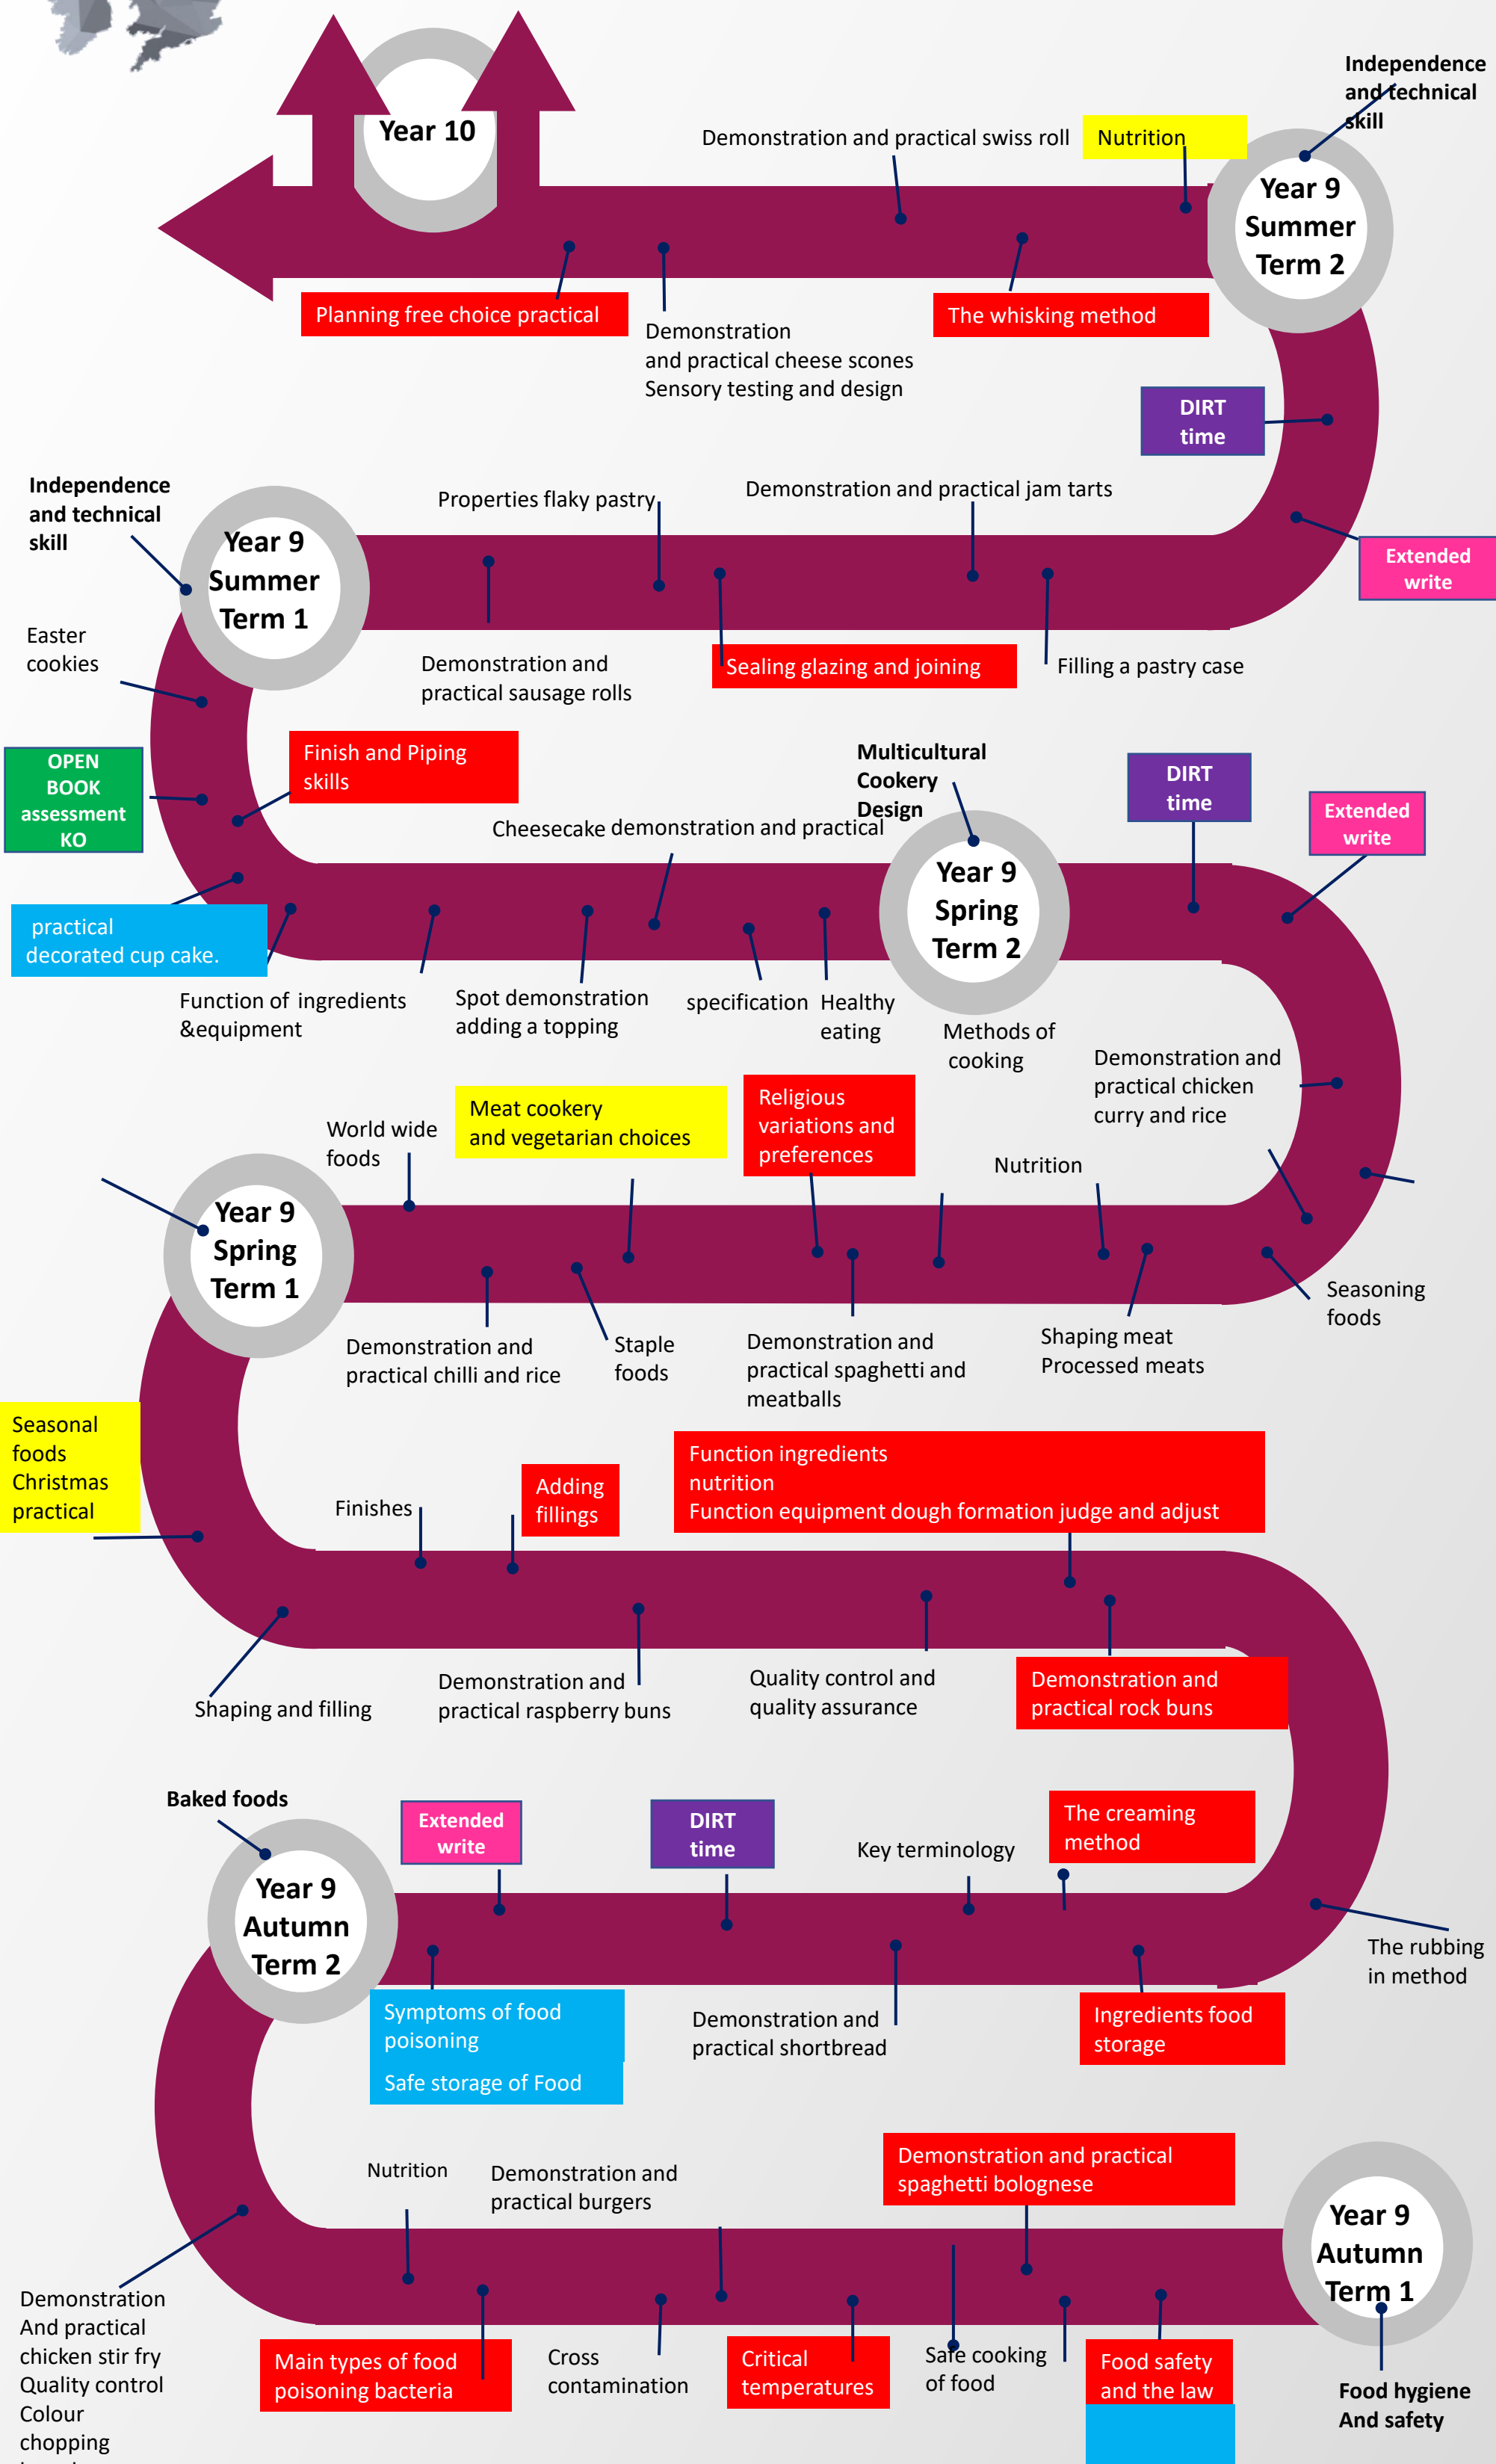 Year 10
Independence
and technical
skill
Demonstration and practical swiss roll
Nutrition
Year 9
Summer
Term 2
Planning free choice practical
Demonstration
and practical cheese scones
Sensory testing and design
The whisking method
DIRT
time
Independence
and technical
skill
Properties flaky pastry
Demonstration and practical jam tarts
Year 9
Summer
Term 1
Extended
write
Easter
cookies
Demonstration and
practical sausage rolls
Sealing glazing and joining
Filling a pastry case
OPEN
BOOK
assessment
KO
Finish and Piping
skills
Multicultural
Cookery
Design
DIRT
time
Extended
write
Cheesecake demonstration and practical
Year 9
Spring
Term 2
practical
decorated cup cake.
Function of ingredients
&equipment
Spot demonstration
adding a topping
specification
Healthy
eating
Methods of
cooking
Demonstration and
practical chicken
curry and rice
World wide
foods
Meat cookery
and vegetarian choices
Religious
variations and
preferences
Nutrition
Year 9
Spring
Term 1
Seasoning
foods
Demonstration and
practical chilli and rice
Staple
foods
Demonstration and
practical spaghetti and
meatballs
Shaping meat
Processed meats
Seasonal
foods
Christmas
practical
Finishes
Adding
fillings
Function ingredients
nutrition
Function equipment dough formation judge and adjust
Shaping and filling
Demonstration and
practical raspberry buns
Quality control and
quality assurance
Demonstration and
practical rock buns
Baked foods
Extended
write
DIRT
time
Key terminology
The creaming
method
Year 9
Autumn
Term 2
The rubbing
in method
Symptoms of food
poisoning
Safe storage of Food
Demonstration and
practical shortbread
Ingredients food
storage
Nutrition
Demonstration and
practical burgers
Demonstration and practical
spaghetti bolognese
Year 9
Autumn
Term 1
Demonstration
And practical
chicken stir fry
Quality control
Colour
chopping
Main types of food
poisoning bacteria
Cross
contamination
Critical
temperatures
Safe cooking
of food
Food safety
and the law
Food hygiene
And safety